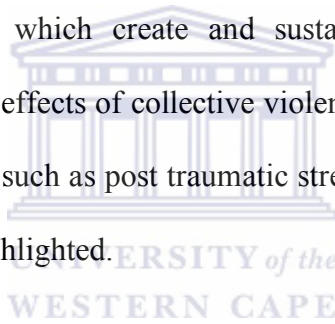 which create and susta
effects of collective violen
such as post traumatic stre
hlighted.
UNIVERSITY of the
WESTERN CAPE